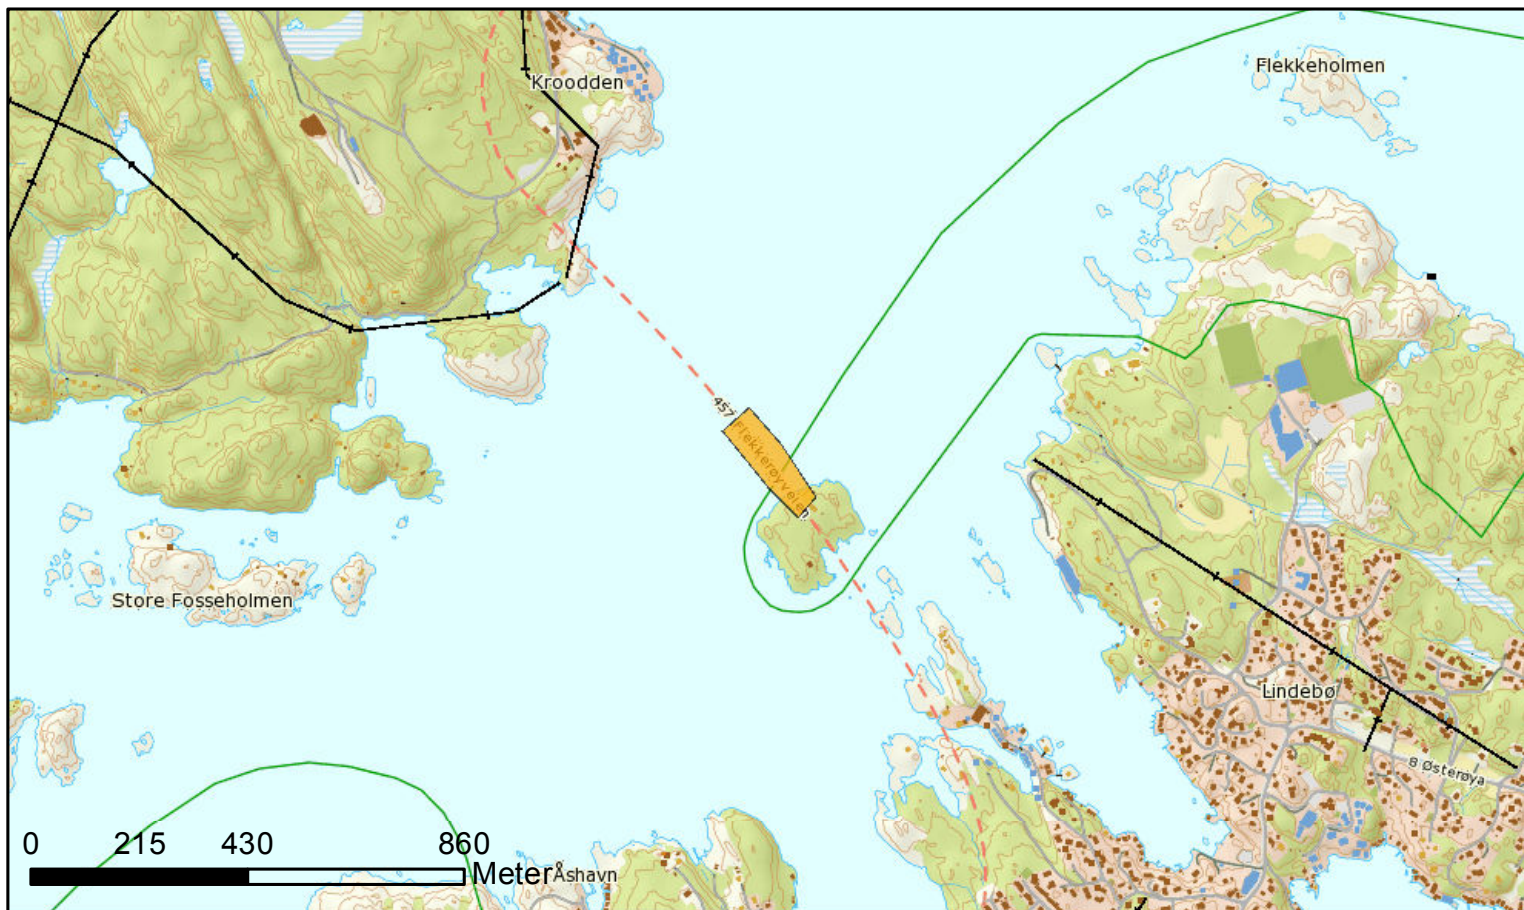 Kroodden
Flekkeholmen
457 Flekkerøyveien
Store Fosseholmen
Lindebø
8 Østerøya
0 215 430 860
Meter
Åshavn